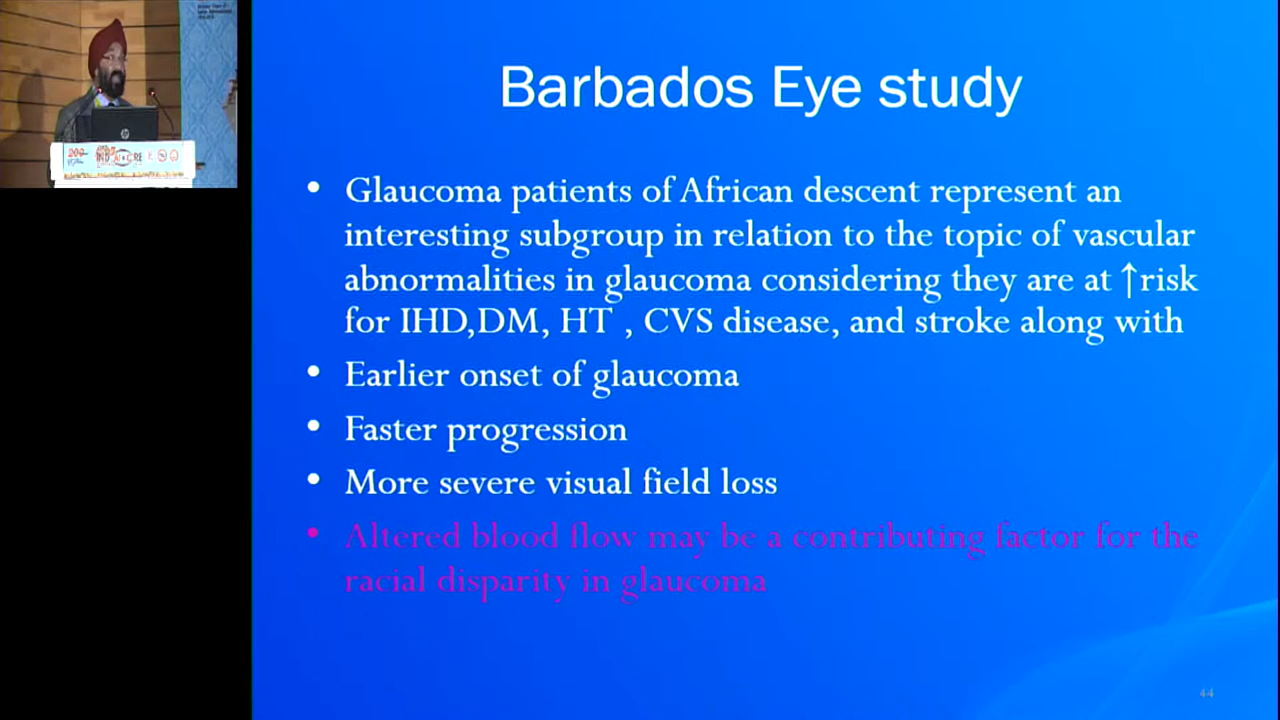 Barbados Eye study
• Glaucoma patients of African descent represent an
interesting subgroup in relation to the topic of vascular
abnormalities in glaucoma considering they are at ↑risk
for IHD,DM, HT , CVS disease, and stroke along with
• Earlier onset of glaucoma
• Faster progression
• More severe visual field loss
• Altered blood flow may be a contributing factor for the
racial disparity in glaucoma
44